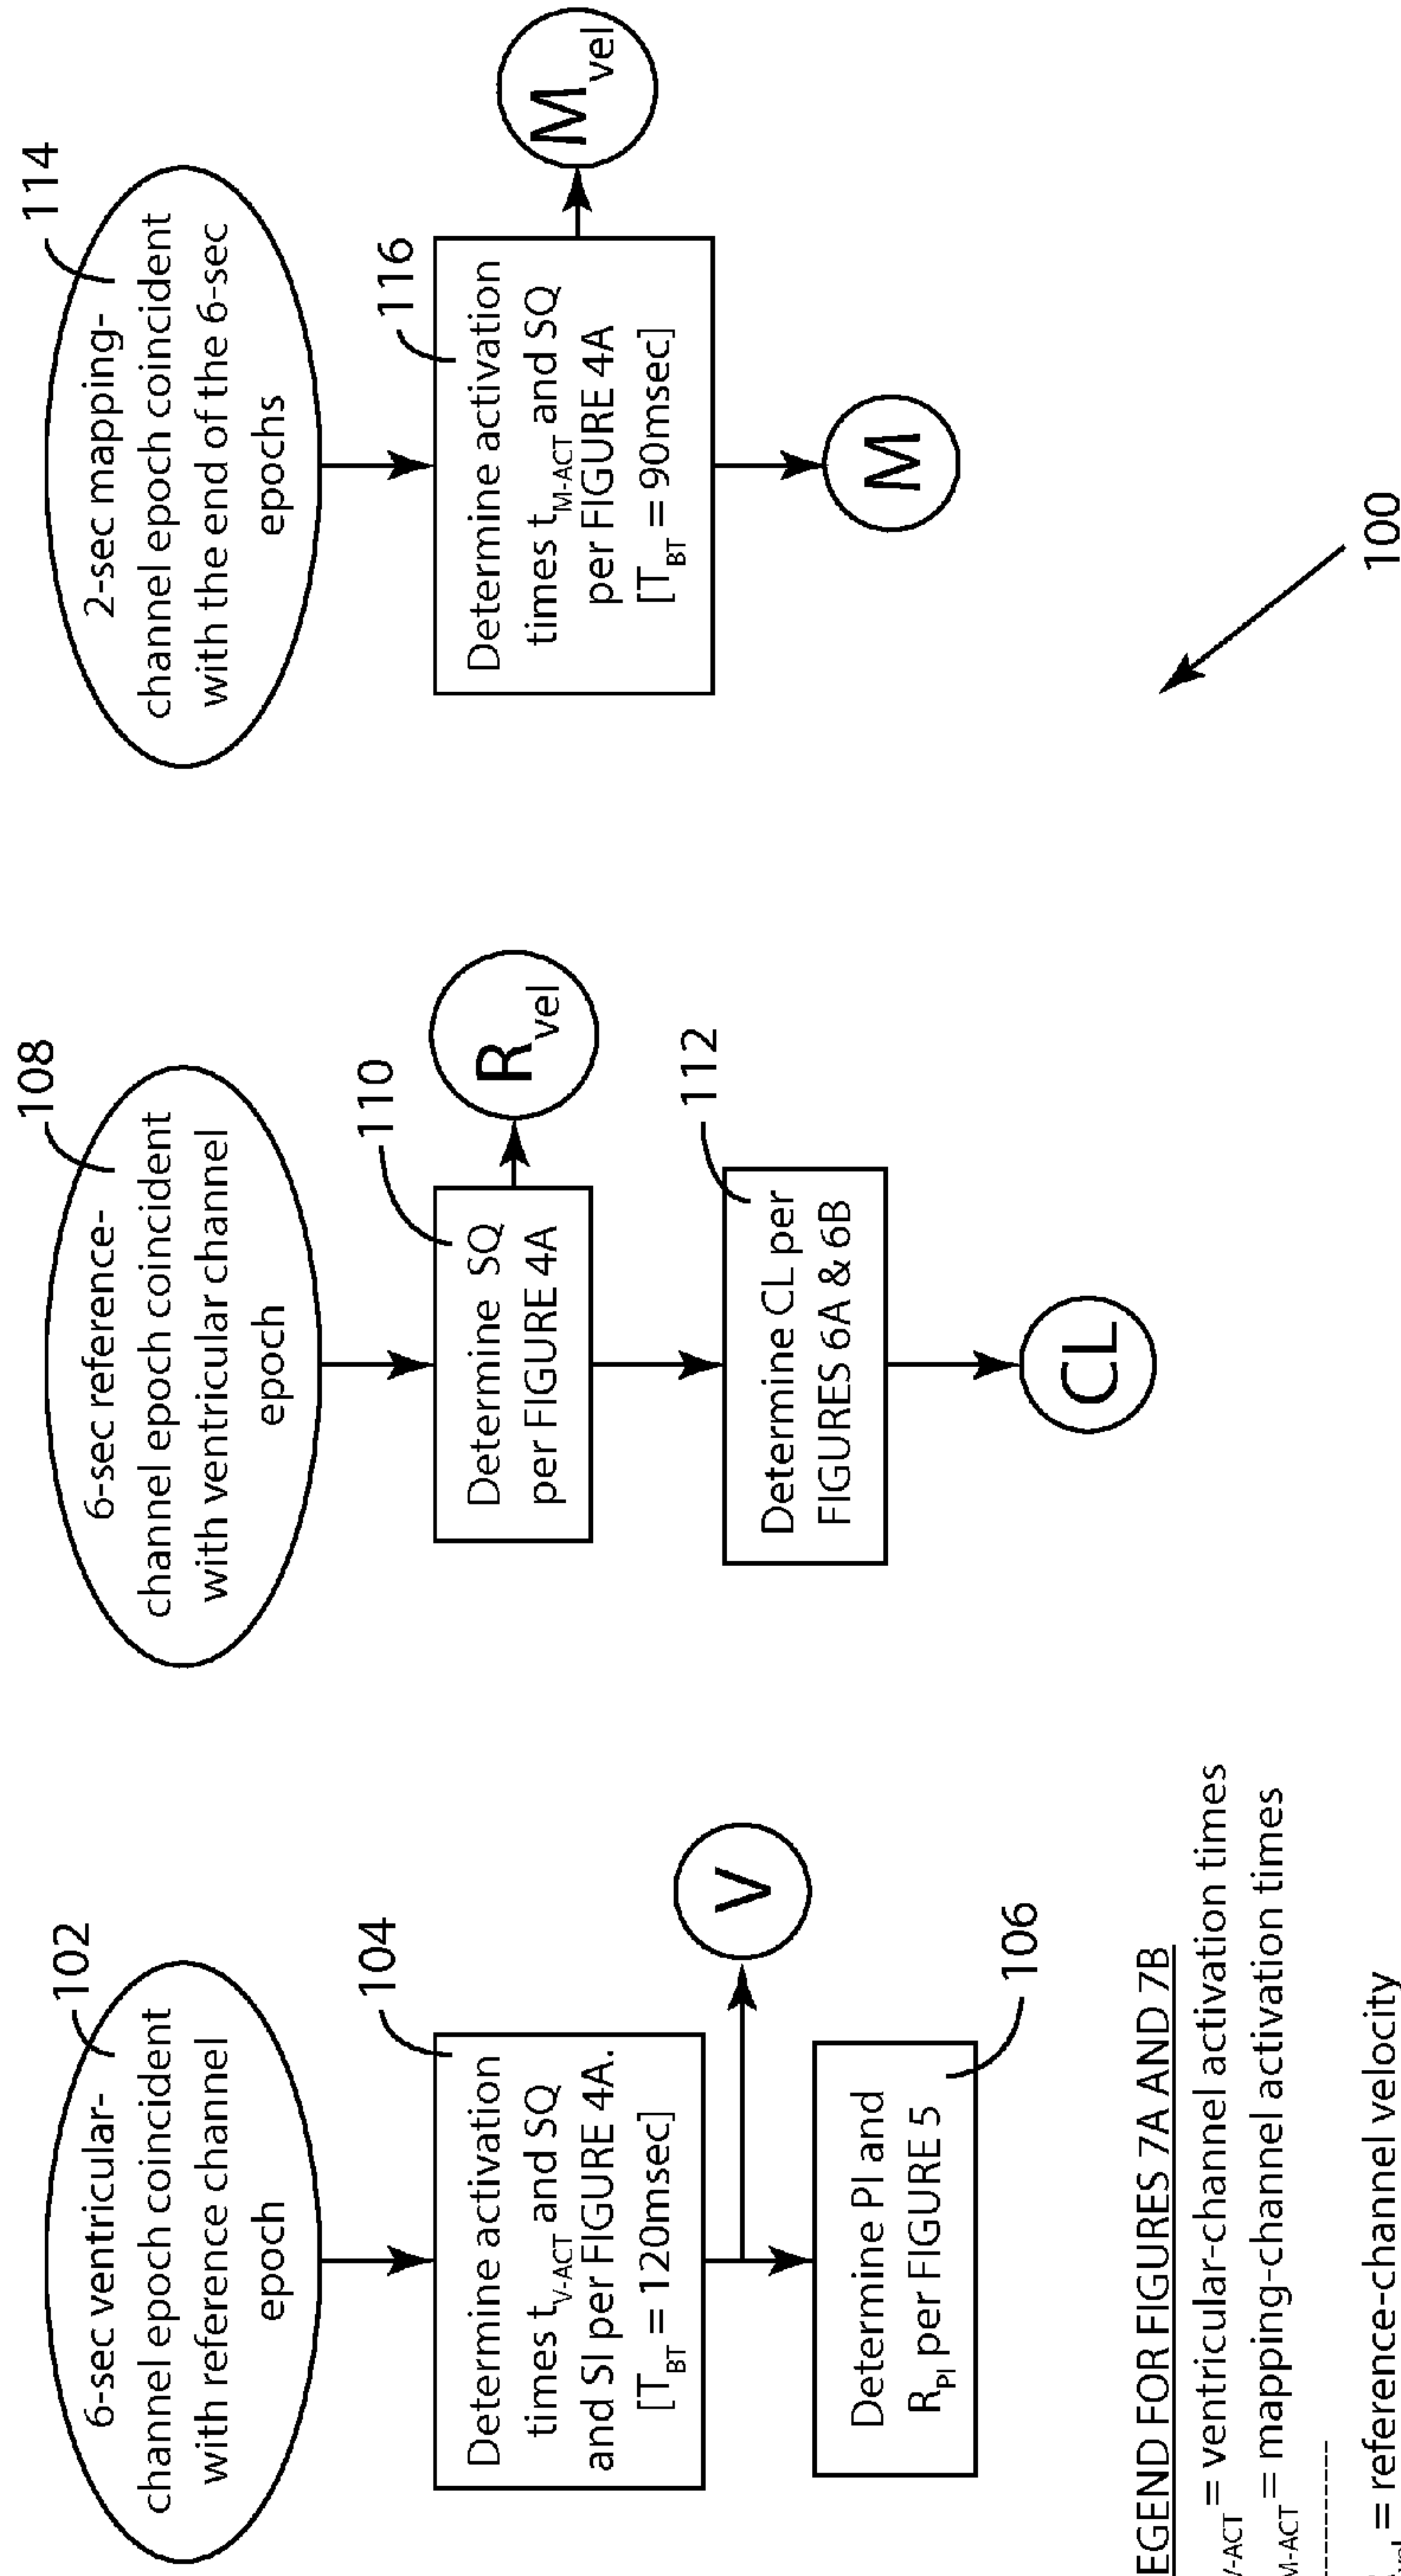 102
6-sec ventricular-
channel epoch coincident
with reference channel
epoch
104
Determine activation
times tV-ACT and SQ
and SI per FIGURE 4A.
[TBT = 120msec]
V
106
Determine PI and
RPI per FIGURE 5
108
6-sec reference-
channel epoch coincident
with ventricular channel
epoch
110
Determine SQ
per FIGURE 4A
Rvel
112
Determine CL per
FIGURES 6A & 6B
CL
114
2-sec mapping-
channel epoch coincident
with the end of the 6-sec
epochs
116
Determine activation
times tM-ACT and SQ
per FIGURE 4A
[TBT = 90msec]
Mvel
M
100
EGEND FOR FIGURES 7A AND 7B
V-ACT = ventricular-channel activation times
M-ACT = mapping-channel activation times
------------
= reference-channel velocity